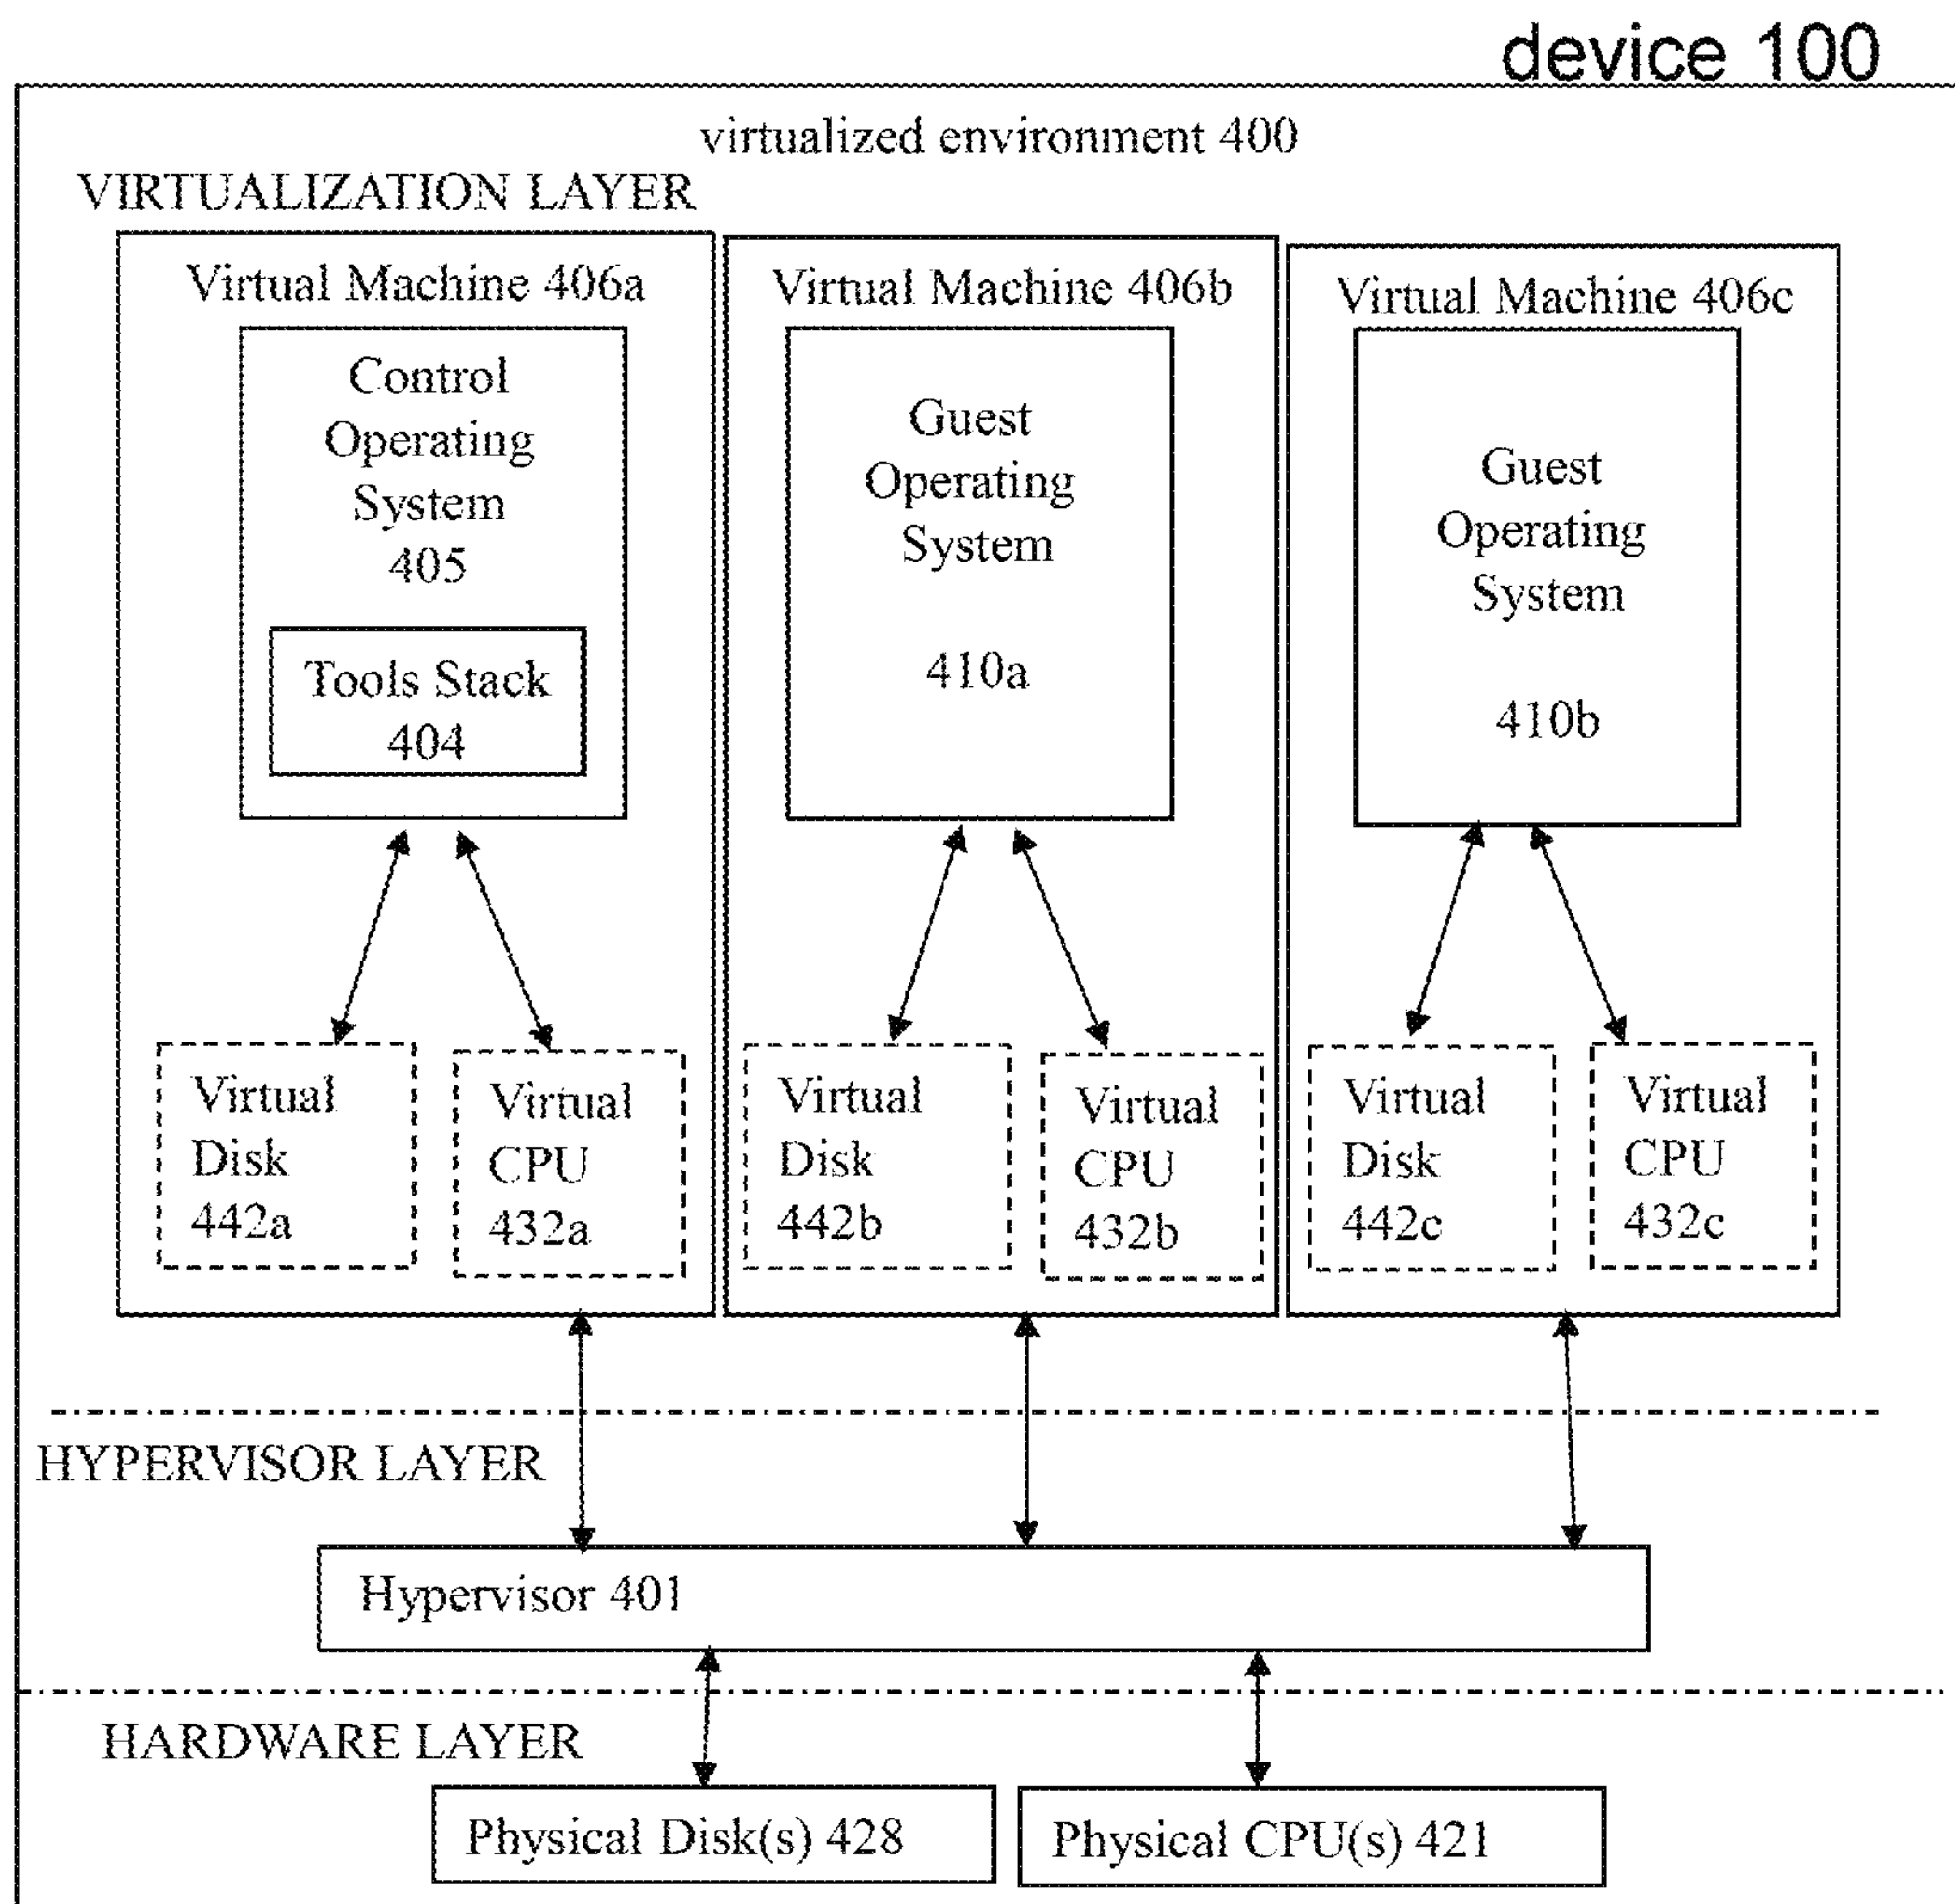 device 100
virtualized environment 400
VIRTUALIZATION LAYER
Virtual Machine 406a
Control
Operating
System
405
Tools Stack
404
Virtual
Disk
442a
Virtual
CPU
432a
Virtual Machine 406b
Guest
Operating
System
410a
Virtual
Disk
442b
Virtual
CPU
432b
Virtual Machine 406c
Guest
Operating
System
410b
Virtual
Disk
442c
Virtual
CPU
432c
HYPERVISOR LAYER
Hypervisor 401
HARDWARE LAYER
Physical Disk(s) 428
Physical CPU(s) 421